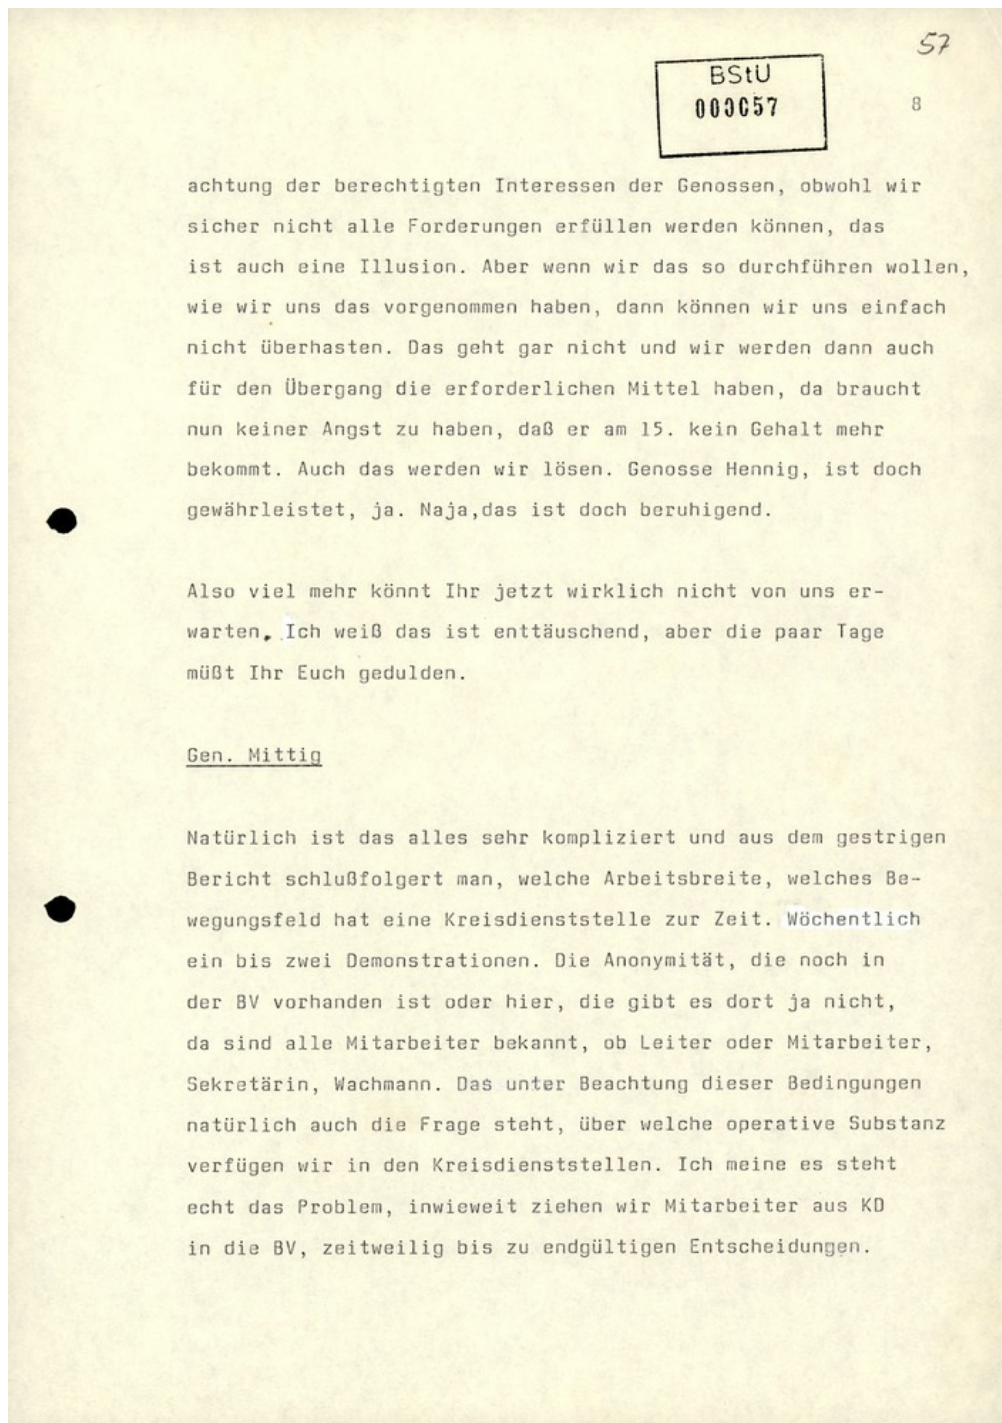 57
BStU
000057
8
achtung der berechtigten Interessen der Genossen, obwohl wir
sicher nicht alle Forderungen erfüllen werden können, das
ist auch eine Illusion. Aber wenn wir das so durchführen wollen,
wie wir uns das vorgenommen haben, dann können wir uns einfach
nicht überhasten. Das geht gar nicht und wir werden dann auch
für den Übergang die erforderlichen Mittel haben, da braucht
nun keiner Angst zu haben, daß er am 15. kein Gehalt mehr
bekommt. Auch das werden wir lösen. Genosse Hennig, ist doch
gewährleistet, ja. Naja,das ist doch beruhigend.
Also viel mehr könnt Ihr jetzt wirklich nicht von uns er-
warten. Ich weiß das ist enttäuschend, aber die paar Tage
müßt Ihr Euch gedulden.
Gen. Mittig
Natürlich ist das alles sehr kompliziert und aus dem gestrigen
Bericht schlußfolgert man, welche Arbeitsbreite, welches Be-
wegungsfeld hat eine Kreisdienststelle zur Zeit. Wöchentlich
ein bis zwei Demonstrationen. Die Anonymität, die noch in
der BV vorhanden ist oder hier, die gibt es dort ja nicht,
da sind alle Mitarbeiter bekannt, ob Leiter oder Mitarbeiter,
Sekretärin, Wachmann. Das unter Beachtung dieser Bedingungen
natürlich auch die Frage steht, über welche operative Substanz
verfügen wir in den Kreisdienststellen. Ich meine es steht
echt das Problem, inwieweit ziehen wir Mitarbeiter aus KD
in die BV, zeitweilig bis zu endgültigen Entscheidungen.